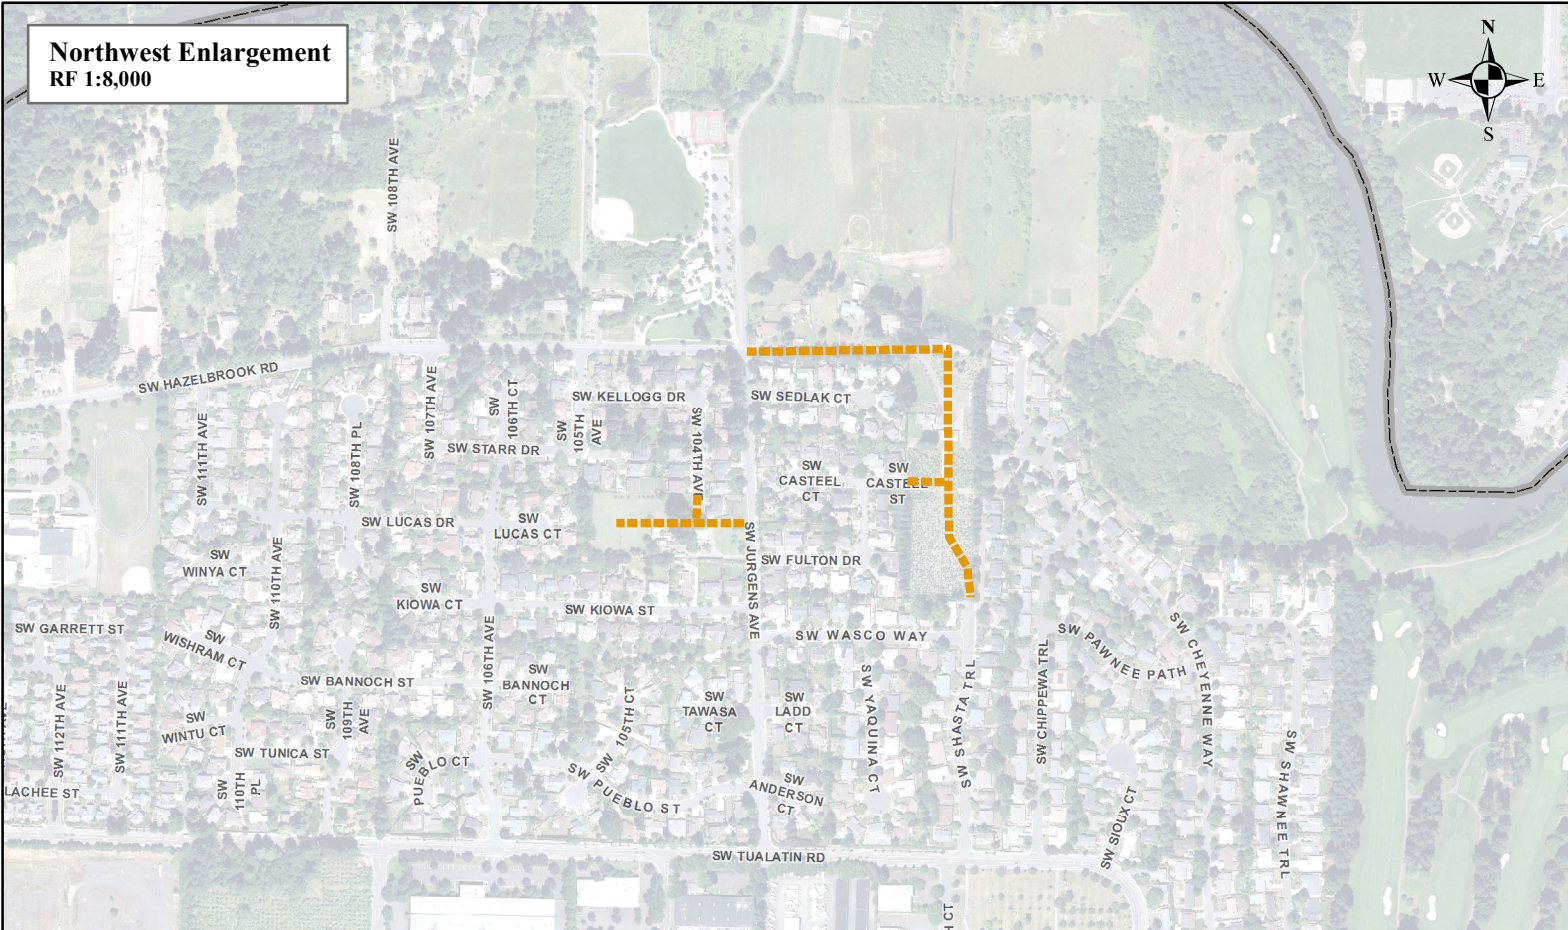 Northwest Enlargement
RF 1:8,000
N
W
E
S
SW 108TH AVE
SW HAZELBROOK RD
SW 111TH AVE
SW 108TH PL
SW 107TH AVE
SW
106TH CT
SW STARR DR
SW
105TH
AVE
SW KELLOGG DR
SW 104TH AVE
SW SEDLAK CT
SW
CASTEEL
CT
SW
CASTEEL
ST
SW LUCAS DR
SW
LUCAS CT
SW JURGENS AVE
SW FULTON DR
SW
WINYA CT
SW 110TH AVE
SW
KIOWA CT
SW KIOWA ST
SW GARRETT ST
SW
WISHRAM CT
SW 106TH AVE
SW WASCO WAY
SW CHIPPEWA TRL
SW PAWNEE PATH
SW CHEYENNE WAY
SW BANNOCH ST
SW
BANNOCH
CT
SW 105TH CT
SW
TAWASA
CT
SW
LADD
CT
SW YAQUINA CT
SW SHASTA TRL
SW 112TH AVE
SW 111TH AVE
SW
WINTU CT
SW
109TH
AVE
SW TUNICA ST
SW
110TH
PL
SW
PUEBLO CT
SW PUEBLO ST
SW
ANDERSON
CT
SW SHAWNEE TRL
SW SIOUX CT
LACHEE ST
SW TUALATIN RD
H CT